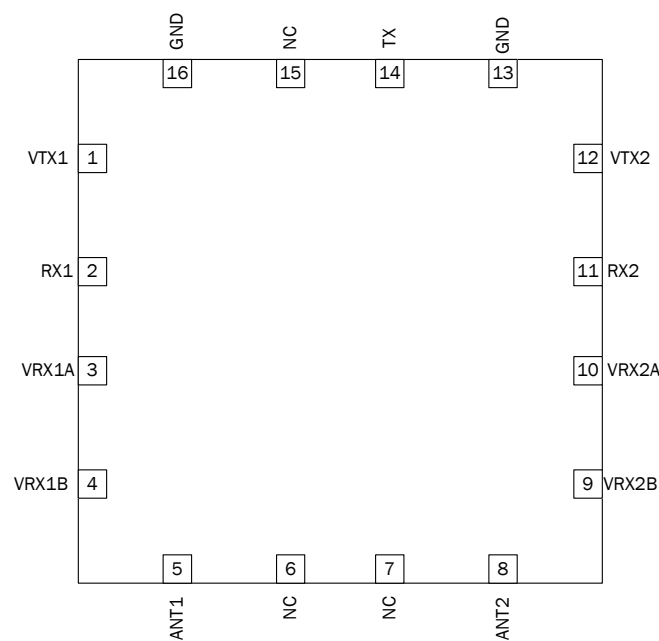 GND NC TX GND
16 15 14 13
VTX1 1 12 VTX2
RX1 2 11 RX2
VRX1A 3 10 VRX2A
VRX1B 4 9 VRX2B
5 6 7 8
ANT1 NC NC ANT2